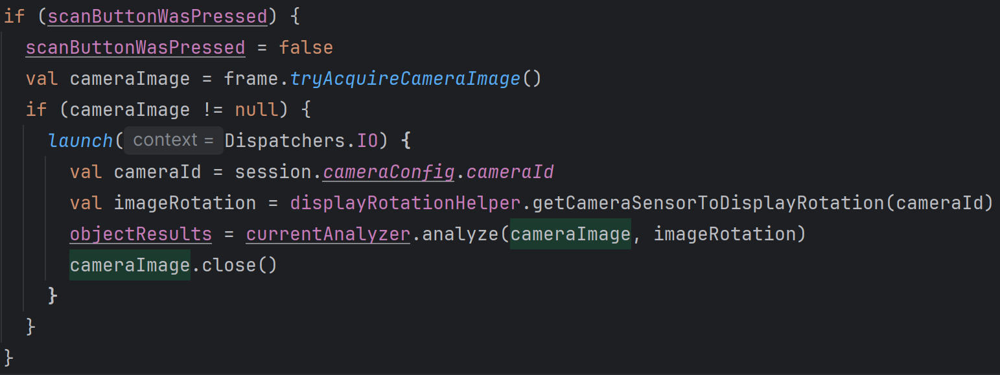 if (scanButtonWasPressed) {
scanButtonWasPressed = false
val cameraImage = frame.tryAcquireCameraImage()
if (cameraImage != null) {
launch(context = Dispatchers.IO) {
val cameraId = session.cameraConfig.cameraId
val imageRotation = displayRotationHelper.getCameraSensorToDisplayRotation(cameraId)
objectResults = currentAnalyzer.analyze(cameraImage, imageRotation)
cameraImage.close()
}
}
}